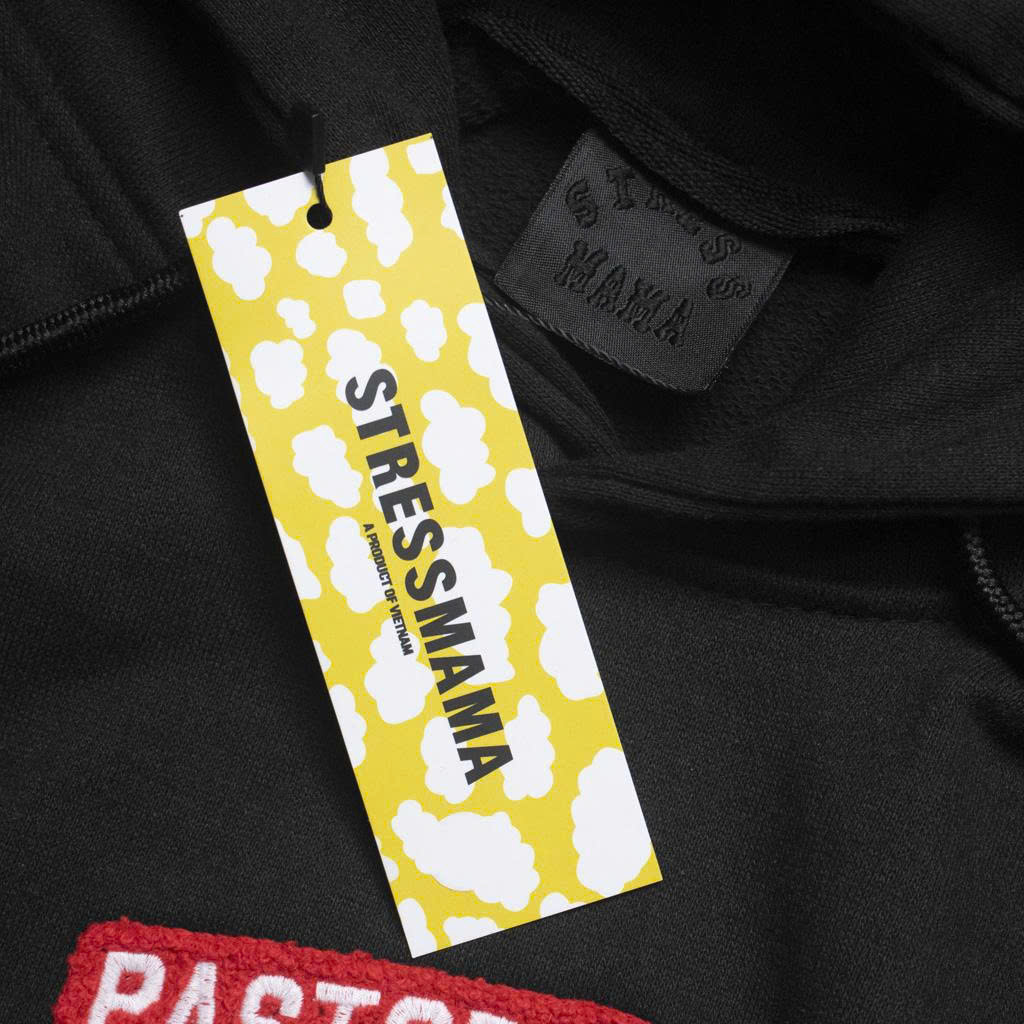 STRESSMAMA
A PRODUCT OF VIETNAM
STRESS
MAMA